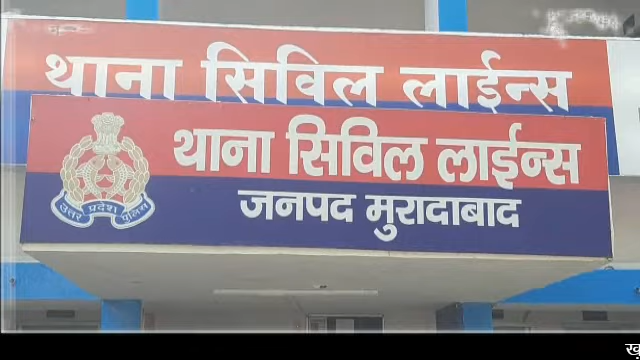 थाना सिविल लाईन्स
थाना सिविल लाईन्स
जनपद मुरादाबाद
उत्तर प्रदेश पुलिस